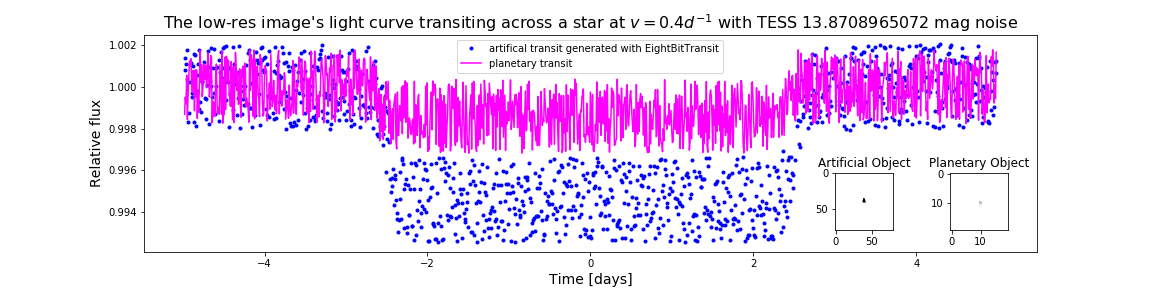 The low-res image's light curve transiting across a star at v = 0.4d⁻¹ with TESS 13.8708965072 mag noise
artifical transit generated with EightBitTransit
planetary transit
Relative flux
1.002
1.000
0.998
0.996
0.994
Artificial Object
0
50
0 50
Planetary Object
0
10
0 10
−4 −2 0 2 4
Time [days]